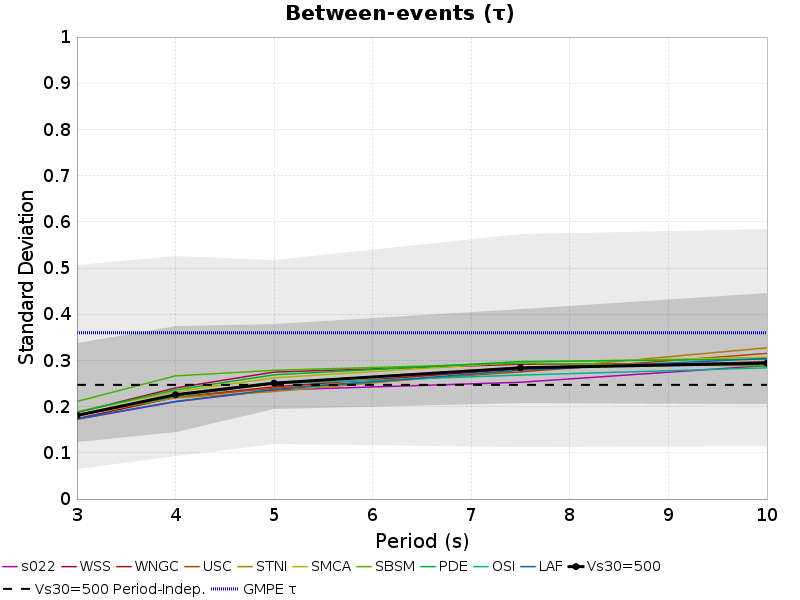 Between-events (τ)
Standard Deviation
1
0.9
0.8
0.7
0.6
0.5
0.4
0.3
0.2
0.1
0
3 4 5 6 7 8 9 10
Period (s)
s022 WSS WNGC USC STNI SMCA SBSM PDE OSI LAF Vs30=500
Vs30=500 Period-Indep. GMPE τ